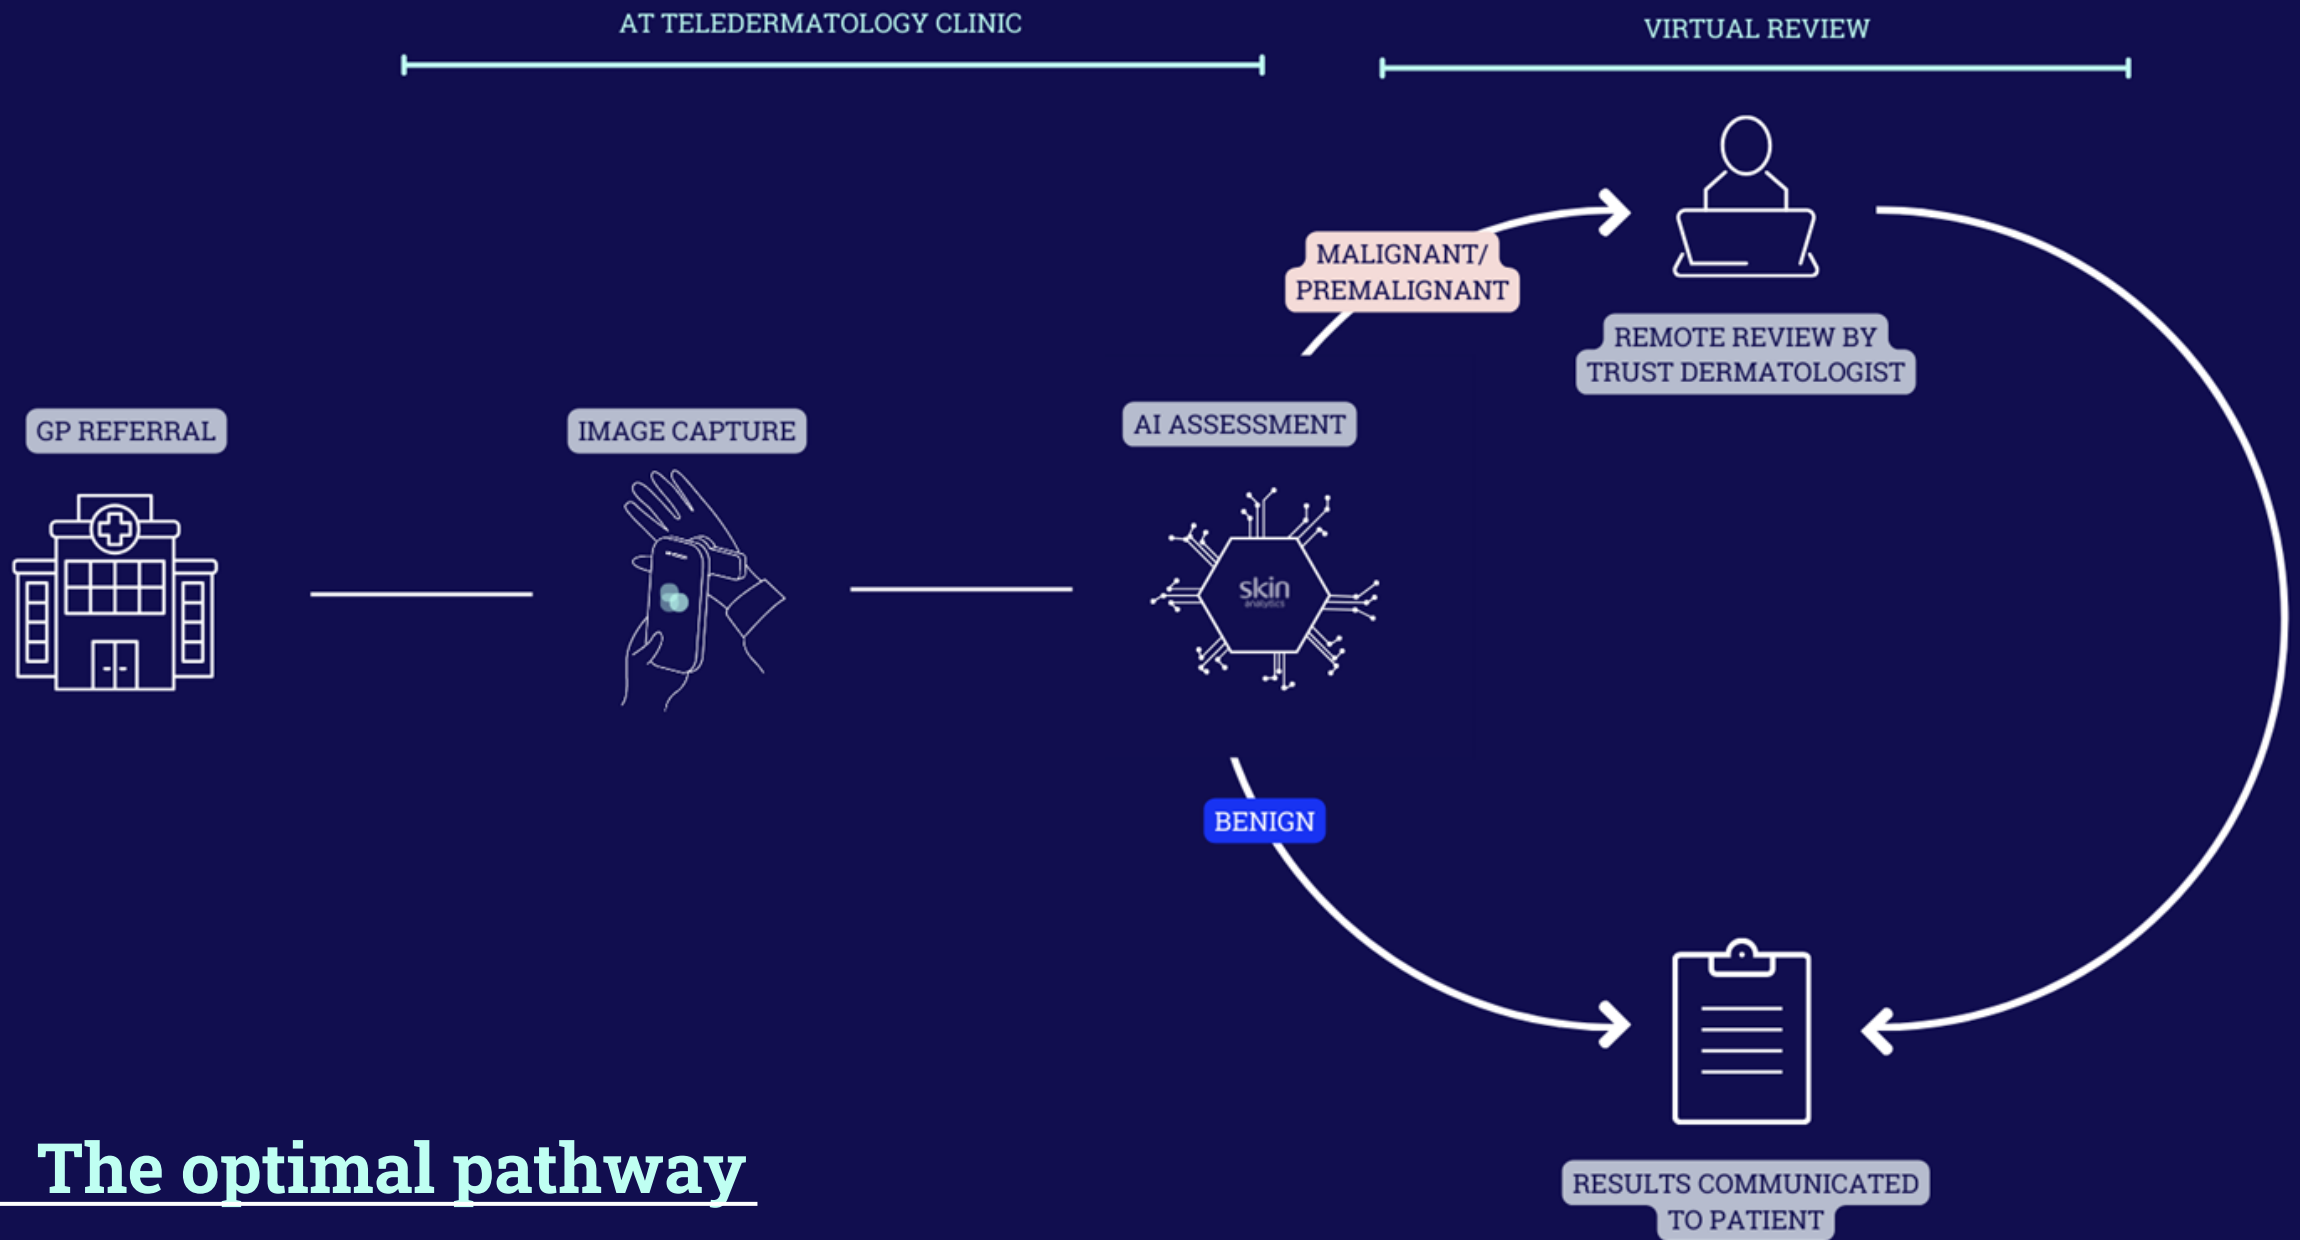 AT TELEDERMATOLOGY CLINIC
VIRTUAL REVIEW
GP REFERRAL
IMAGE CAPTURE
AI ASSESSMENT
skin
analytics
MALIGNANT/
PREMALIGNANT
REMOTE REVIEW BY
TRUST DERMATOLOGIST
BENIGN
RESULTS COMMUNICATED
TO PATIENT
The optimal pathway